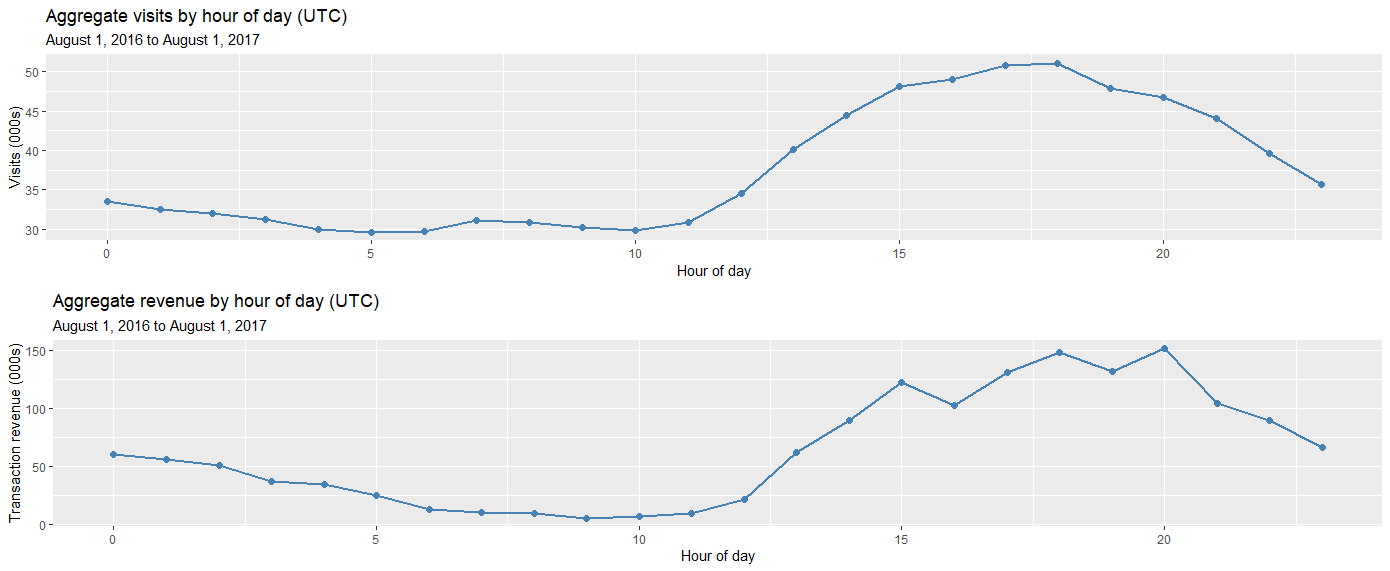 Aggregate visits by hour of day (UTC)
August 1, 2016 to August 1, 2017
Visits (000s)
50
45
40
35
30
0 5 10 15 20
Hour of day
Aggregate revenue by hour of day (UTC)
August 1, 2016 to August 1, 2017
Transaction revenue (000s)
150
100
50
0
0 5 10 15 20
Hour of day